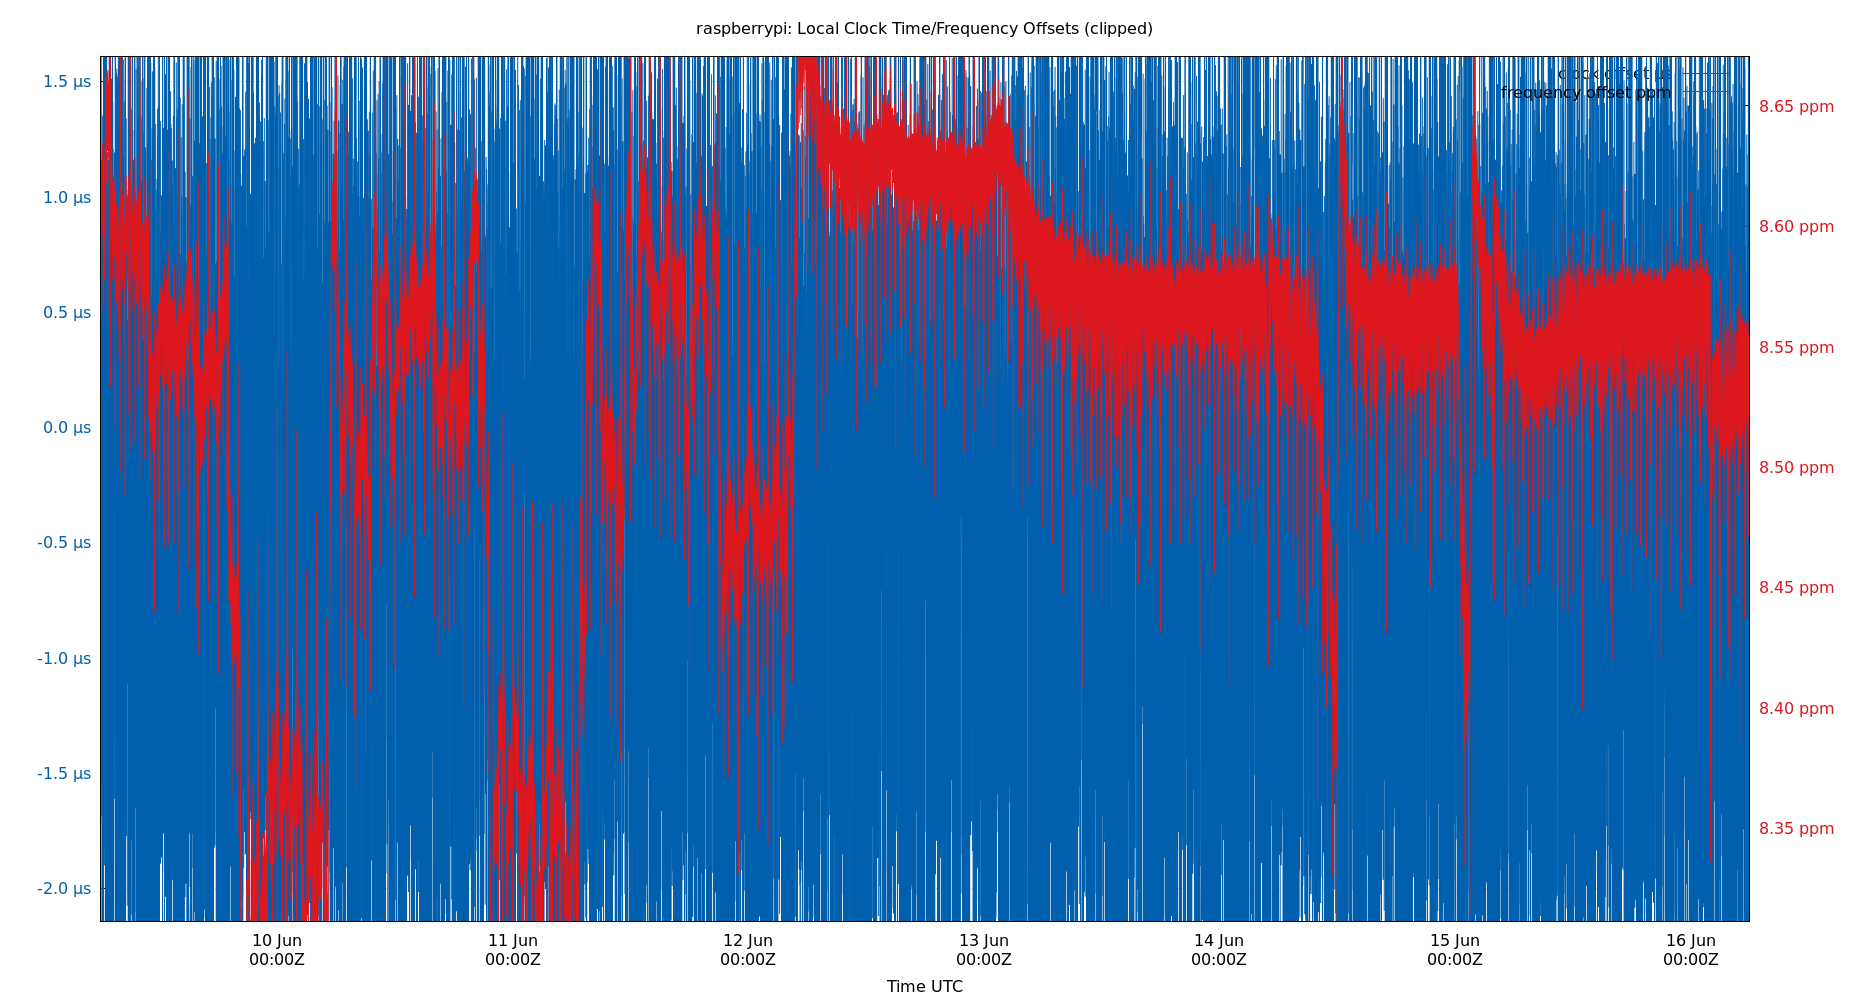 raspberrypi: Local Clock Time/Frequency Offsets (clipped)
clock offset µs
frequency offset ppm
1.5 µs
1.0 µs
0.5 µs
0.0 µs
-0.5 µs
-1.0 µs
-1.5 µs
-2.0 µs
8.65 ppm
8.60 ppm
8.55 ppm
8.50 ppm
8.45 ppm
8.40 ppm
8.35 ppm
10 Jun 11 Jun 12 Jun 13 Jun 14 Jun 15 Jun 16 Jun
00:00Z 00:00Z 00:00Z 00:00Z 00:00Z 00:00Z 00:00Z
Time UTC